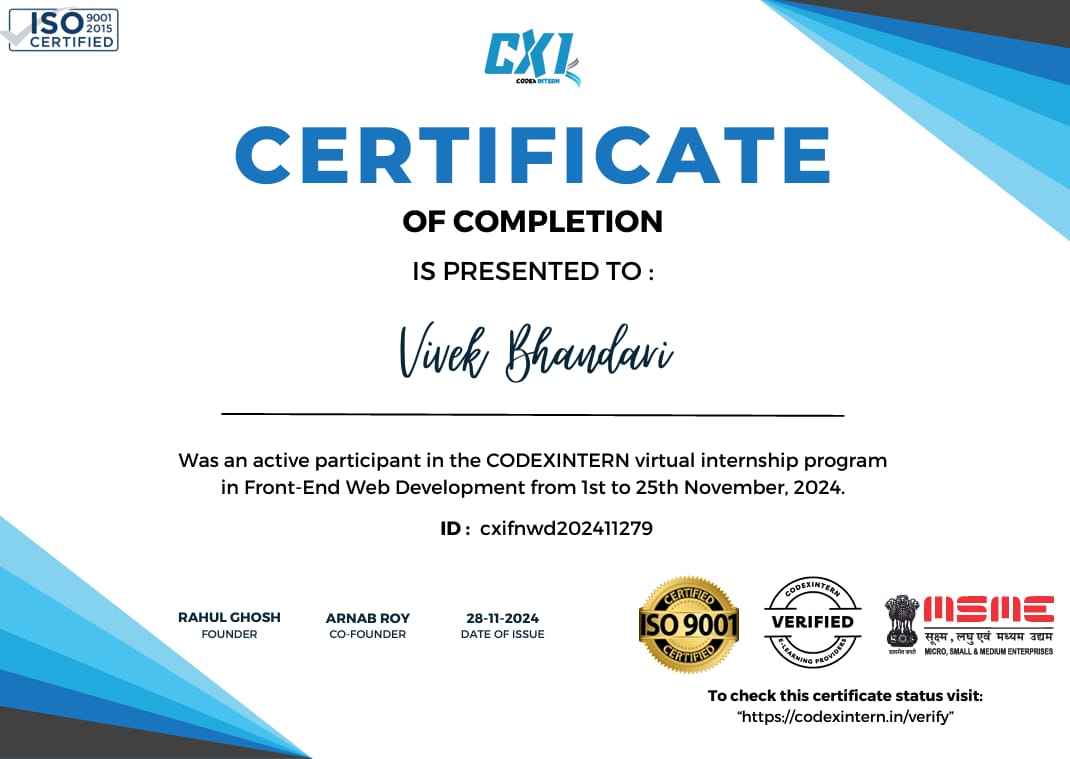 ISO 9001
2015
CERTIFIED
CXI
CODEX INTERN
CERTIFICATE
OF COMPLETION
IS PRESENTED TO :
Vivek Bhandari
Was an active participant in the CODEXINTERN virtual internship program
in Front-End Web Development from 1st to 25th November, 2024.
ID : cxifnwd202411279
RAHUL GHOSH
FOUNDER
ARNAB ROY
CO-FOUNDER
28-11-2024
DATE OF ISSUE
CERTIFIED
ISO 9001
CERTIFIED
CODEXINTERN
VERIFIED
E-LEARNING PROVIDERS
सत्यमेव जयते
MSME
सूक्ष्म, लघु एवं मध्यम उद्यम
MICRO, SMALL & MEDIUM ENTERPRISES
To check this certificate status visit:
“https://codexintern.in/verify”